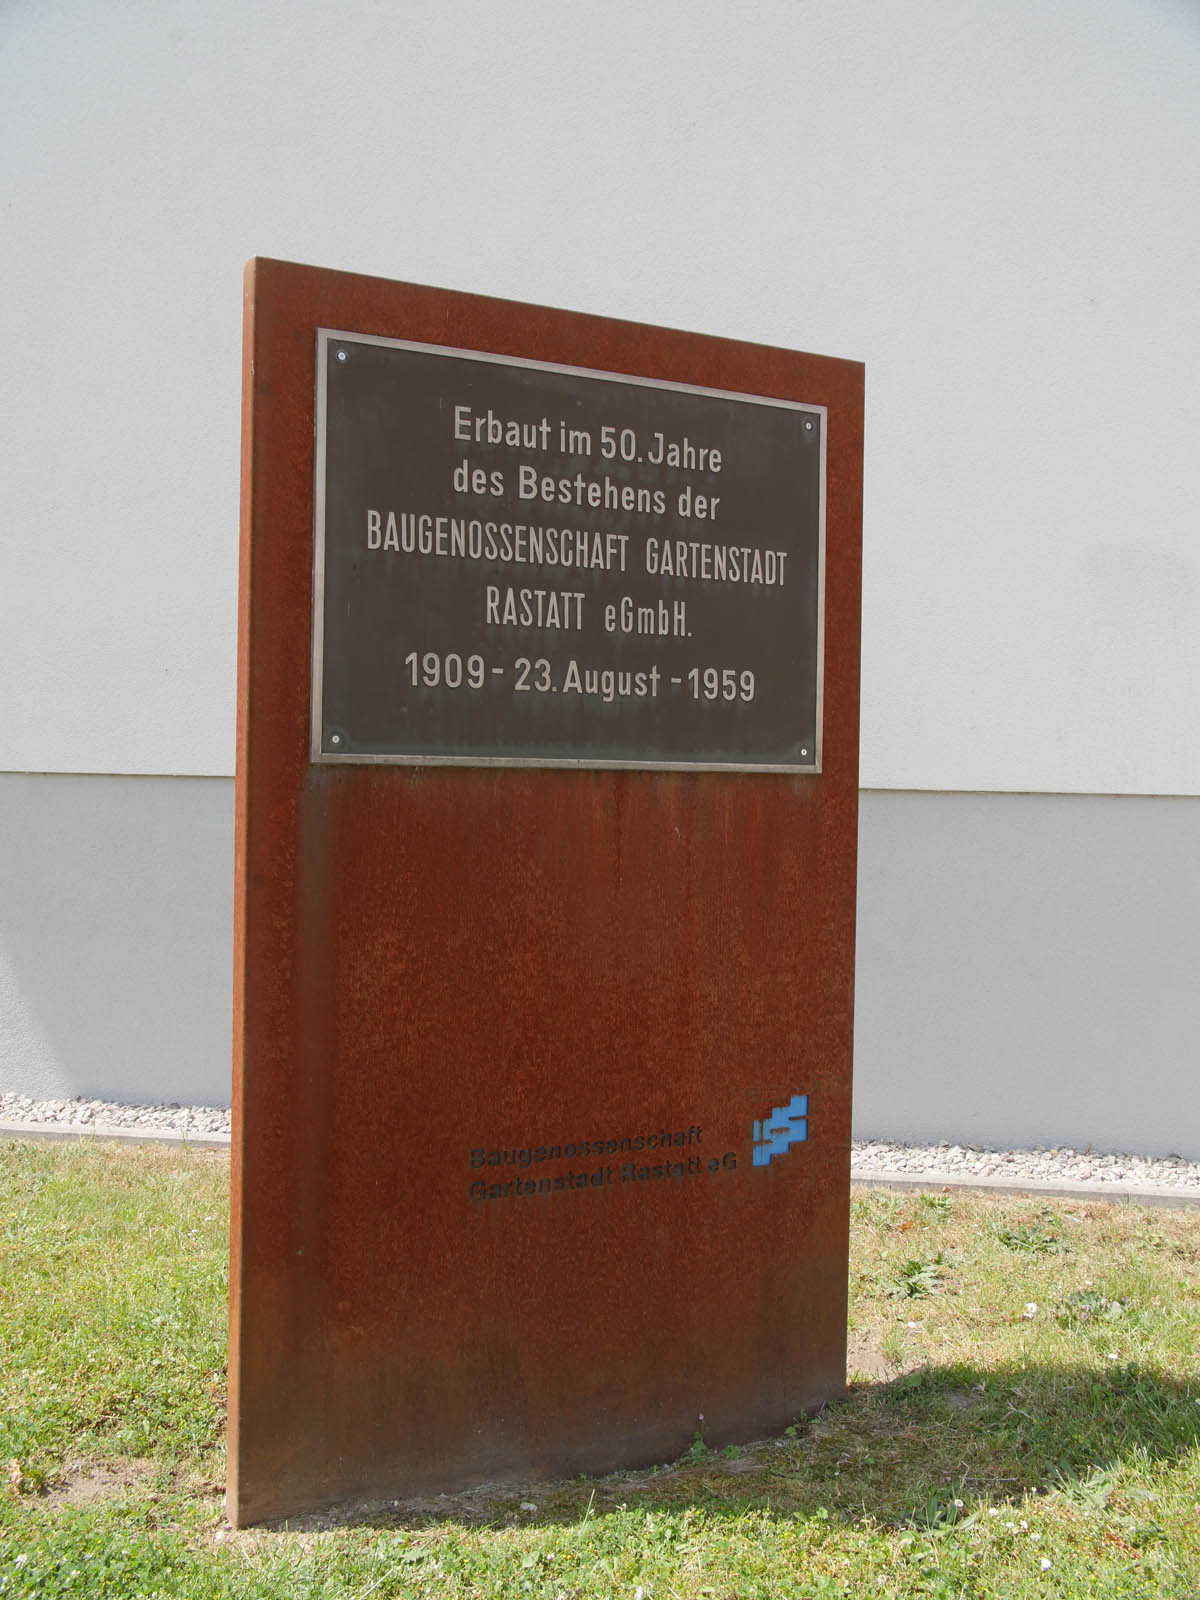 Erbaut im 50. Jahre
des Bestehens der
BAUGENOSSENSCHAFT GARTENSTADT
RASTATT eGmbH.
1909 - 23. August - 1959
Baugenossenschaft
Gartenstadt Rastatt eG